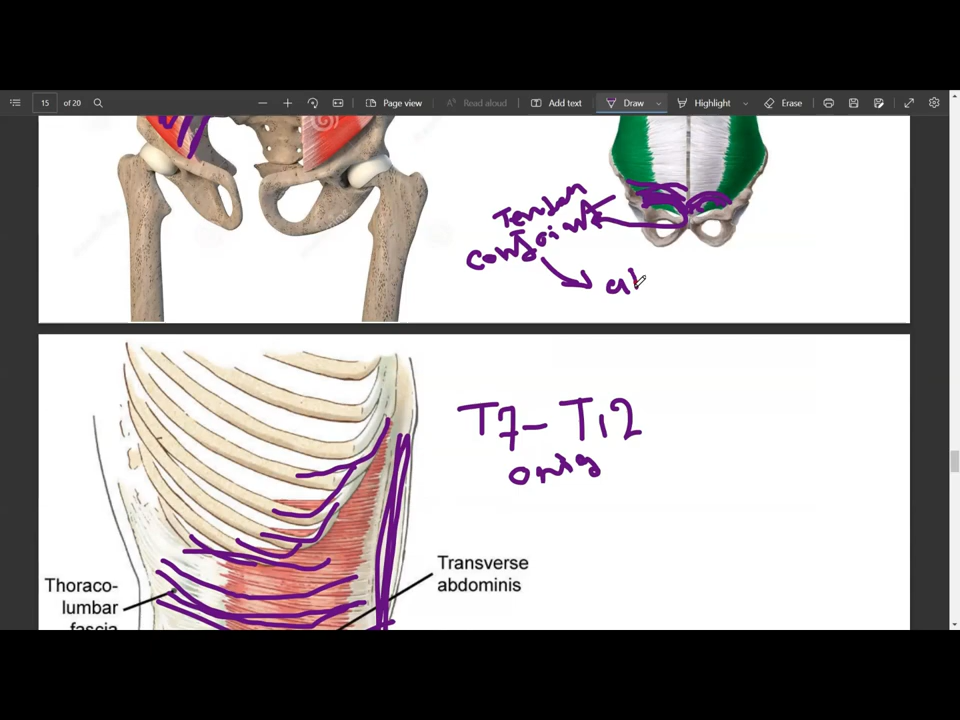 15 of 20 Page view Read aloud Add text Draw Highlight Erase
Tendon
conjoint
T7- T12
orig
Transverse
abdominis
Thoraco-
lumbar
fascia